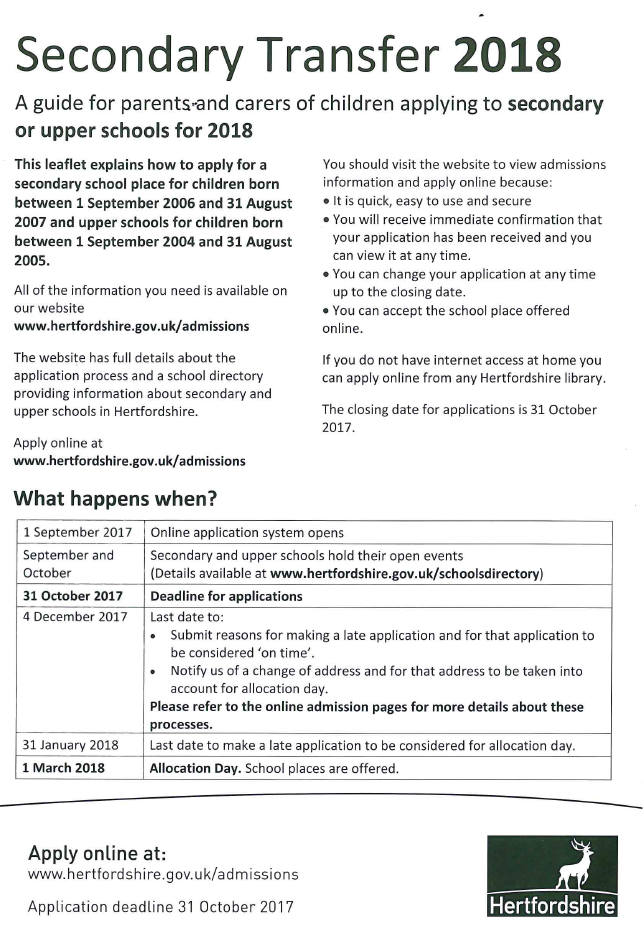 Secondary Transfer 2018
A guide for parents and carers of children applying to secondary
or upper schools for 2018
This leaflet explains how to apply for a
secondary school place for children born
between 1 September 2006 and 31 August
2007 and upper schools for children born
between 1 September 2004 and 31 August
2005.
All of the information you need is available on
our website
www.hertfordshire.gov.uk/admissions
The website has full details about the
application process and a school directory
providing information about secondary and
upper schools in Hertfordshire.
Apply online at
www.hertfordshire.gov.uk/admissions
You should visit the website to view admissions
information and apply online because:
• It is quick, easy to use and secure
• You will receive immediate confirmation that
your application has been received and you
can view it at any time.
• You can change your application at any time
up to the closing date.
• You can accept the school place offered
online.
If you do not have internet access at home you
can apply online from any Hertfordshire library.
The closing date for applications is 31 October
2017.
What happens when?
1 September 2017 Online application system opens
September and October Secondary and upper schools hold their open events
(Details available at www.hertfordshire.gov.uk/schoolsdirectory)
31 October 2017 Deadline for applications
4 December 2017 Last date to:
• Submit reasons for making a late application and for that application to
be considered 'on time'.
• Notify us of a change of address and for that address to be taken into
account for allocation day.
Please refer to the online admission pages for more details about these
processes.
31 January 2018 Last date to make a late application to be considered for allocation day.
1 March 2018 Allocation Day. School places are offered.
Apply online at:
www.hertfordshire.gov.uk/admissions
Application deadline 31 October 2017
Hertfordshire